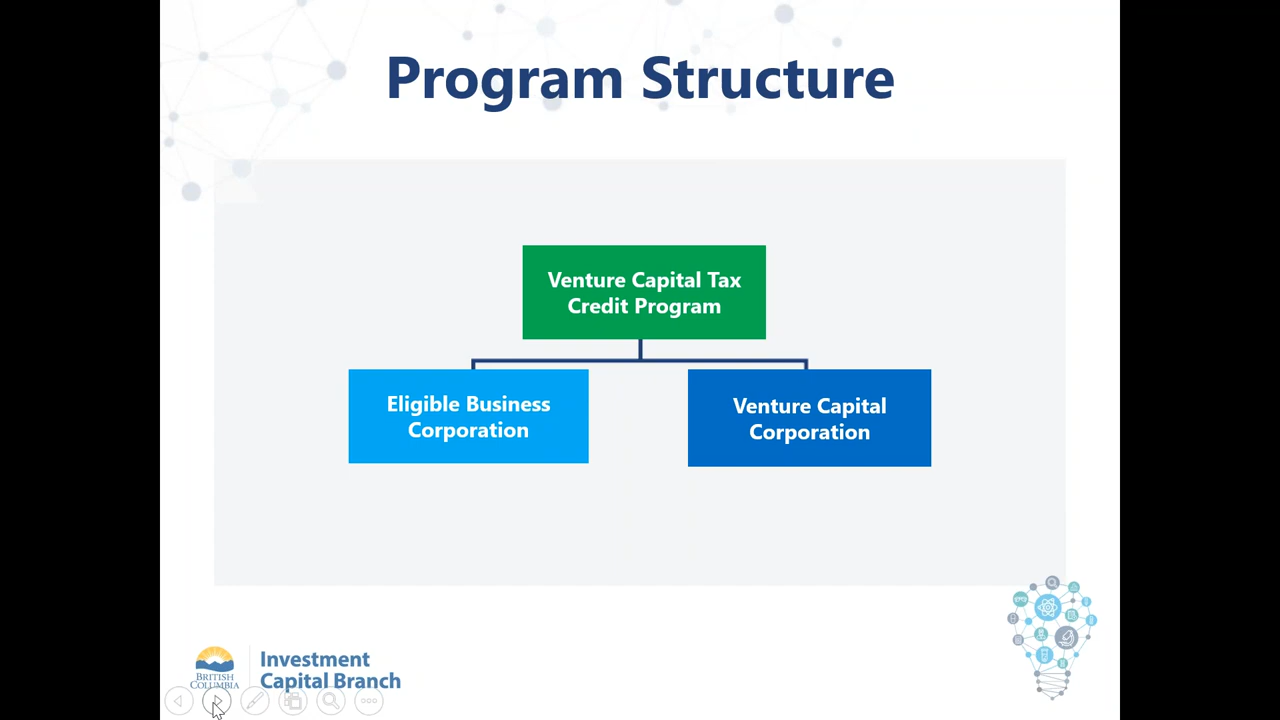 Program Structure
Venture Capital Tax
Credit Program
Eligible Business
Corporation
Venture Capital
Corporation
BRITISH
COLUMBIA
Investment
Capital Branch